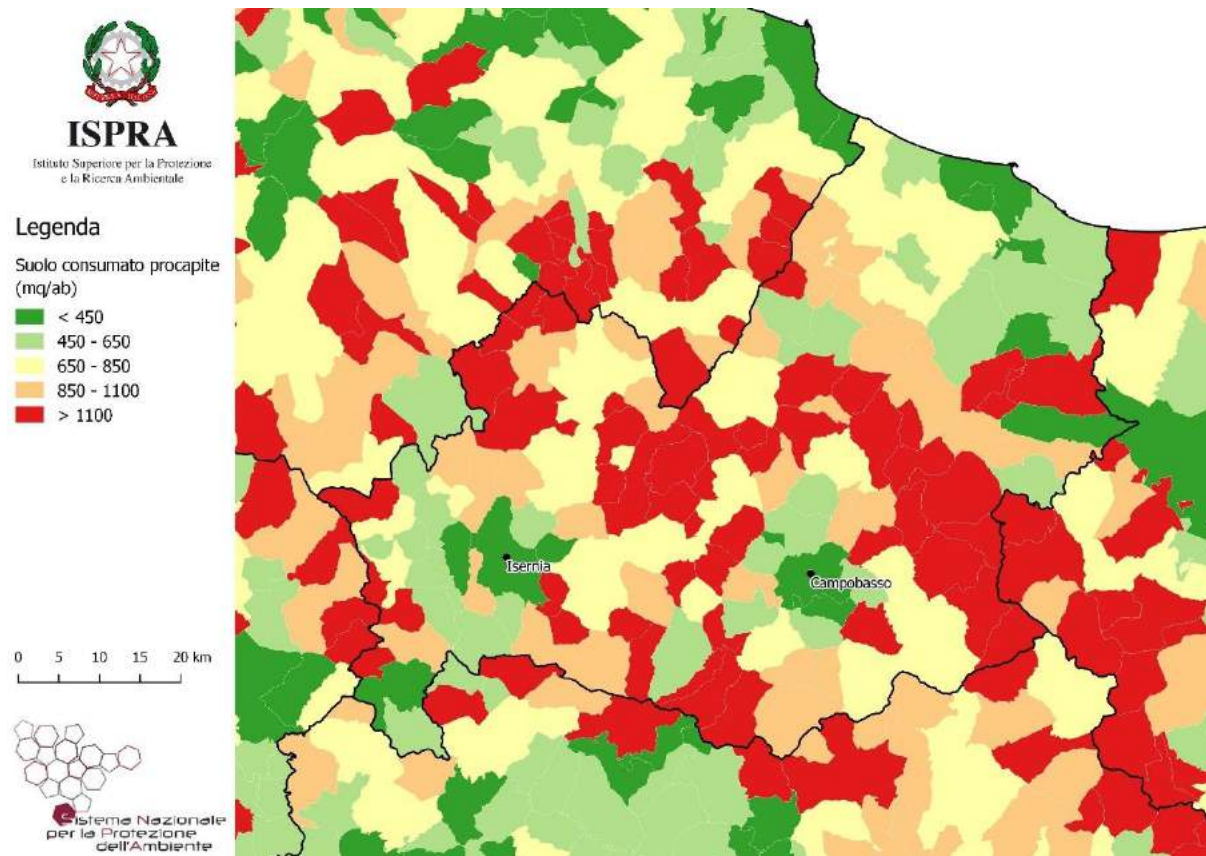 ISPRA
Istituto Superiore per la Protezione
e la Ricerca Ambientale
Legenda
Suolo consumato procapite
(mq/ab)
< 450
450 - 650
650 - 850
850 - 1100
> 1100
0 5 10 15 20 km
Sistema Nazionale
per la Protezione
dell'Ambiente
Isernia
Campobasso